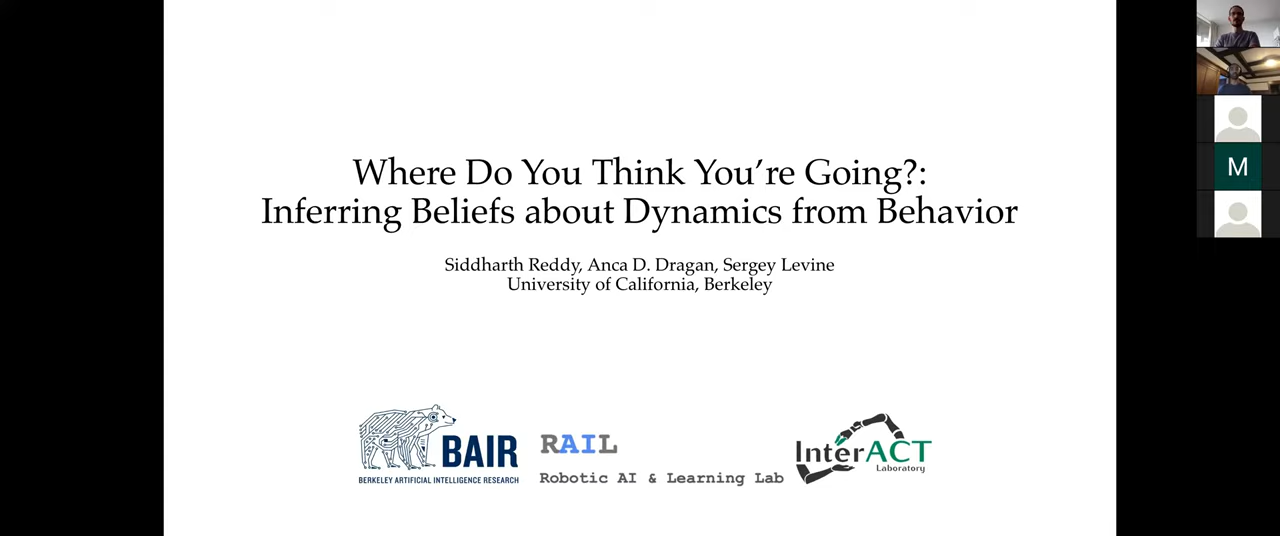 Where Do You Think You're Going?:
Inferring Beliefs about Dynamics from Behavior
Siddharth Reddy, Anca D. Dragan, Sergey Levine
University of California, Berkeley
BAIR
BERKELEY ARTIFICIAL INTELLIGENCE RESEARCH
RAIL
Robotic AI & Learning Lab
InterACT
Laboratory
M